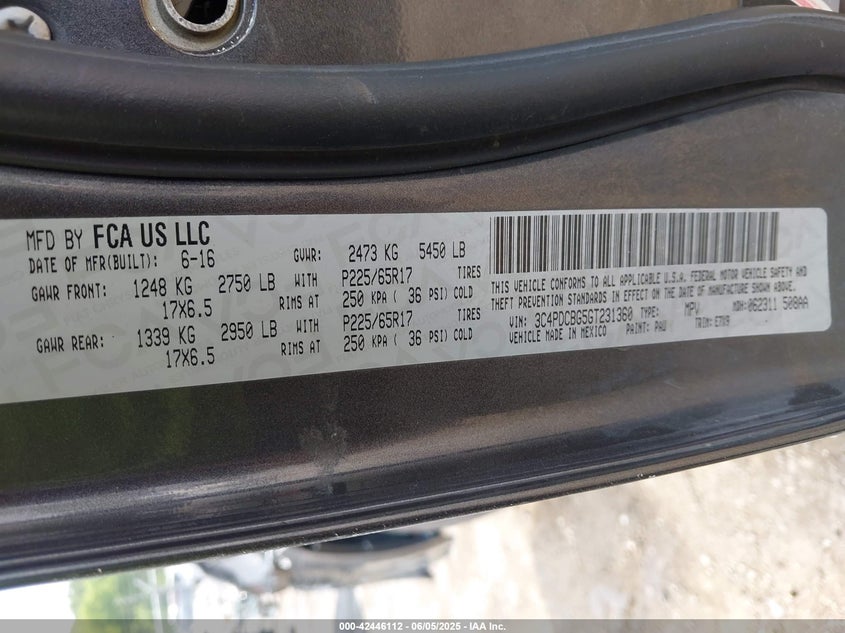 MFD BY FCA US LLC
DATE OF MFR(BUILT): 6-16 GVWR: 2473 KG 5450 LB
GAWR FRONT: 1248 KG 2750 LB WITH P225/65R17 TIRES
17X6.5 RIMS AT 250 KPA ( 36 PSI) COLD
GAWR REAR: 1339 KG 2950 LB WITH P225/65R17 TIRES
17X6.5 RIMS AT 250 KPA ( 36 PSI) COLD
THIS VEHICLE CONFORMS TO ALL APPLICABLE U.S.A. FEDERAL MOTOR VEHICLE SAFETY AND
THEFT PREVENTION STANDARDS IN EFFECT ON THE DATE OF MANUFACTURE SHOWN ABOVE.
VIN: 3C4PDCBG5GT231360 TYPE: MPV MDH: 062311 508AA
VEHICLE MADE IN MEXICO PAINT: PAU TRIM:
000-42446112 - 06/05/2025 - IAA Inc.